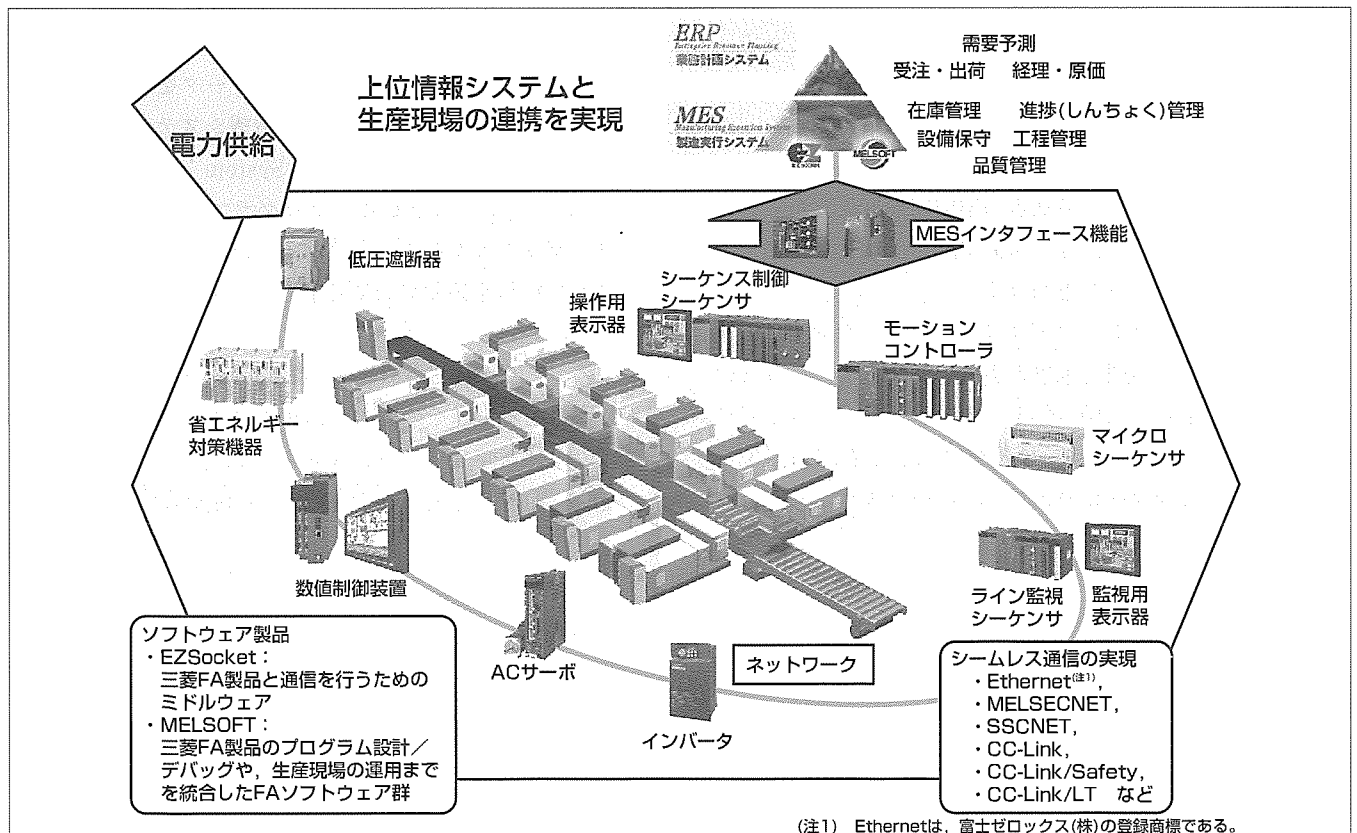 ERP
Enterprise Resource Planning
業務計画システム
需要予測
受注・出荷 経理・原価
上位情報システムと
生産現場の連携を実現
MES
Manufacturing Execution System
製造実行システム
在庫管理 進捗(しんちょく)管理
設備保守 工程管理
品質管理
EZ
EZSOCKET
MELSOFT
電力供給
MESインタフェース機能
低圧遮断器
操作用
表示器
シーケンス制御
シーケンサ
モーション
コントローラ
省エネルギー
対策機器
マイクロ
シーケンサ
数値制御装置
ライン監視
シーケンサ
監視用
表示器
ACサーボ
ネットワーク
インバータ
ソフトウェア製品
・EZSocket：
三菱FA製品と通信を行うための
ミドルウェア
・MELSOFT：
三菱FA製品のプログラム設計／
デバッグや，生産現場の運用まで
を統合したFAソフトウェア群
シームレス通信の実現
・Ethernet(注1)，
・MELSECNET，
・SSCNET，
・CC-Link，
・CC-Link/Safety，
・CC-Link/LT など
(注1) Ethernetは，富士ゼロックス(株)の登録商標である。